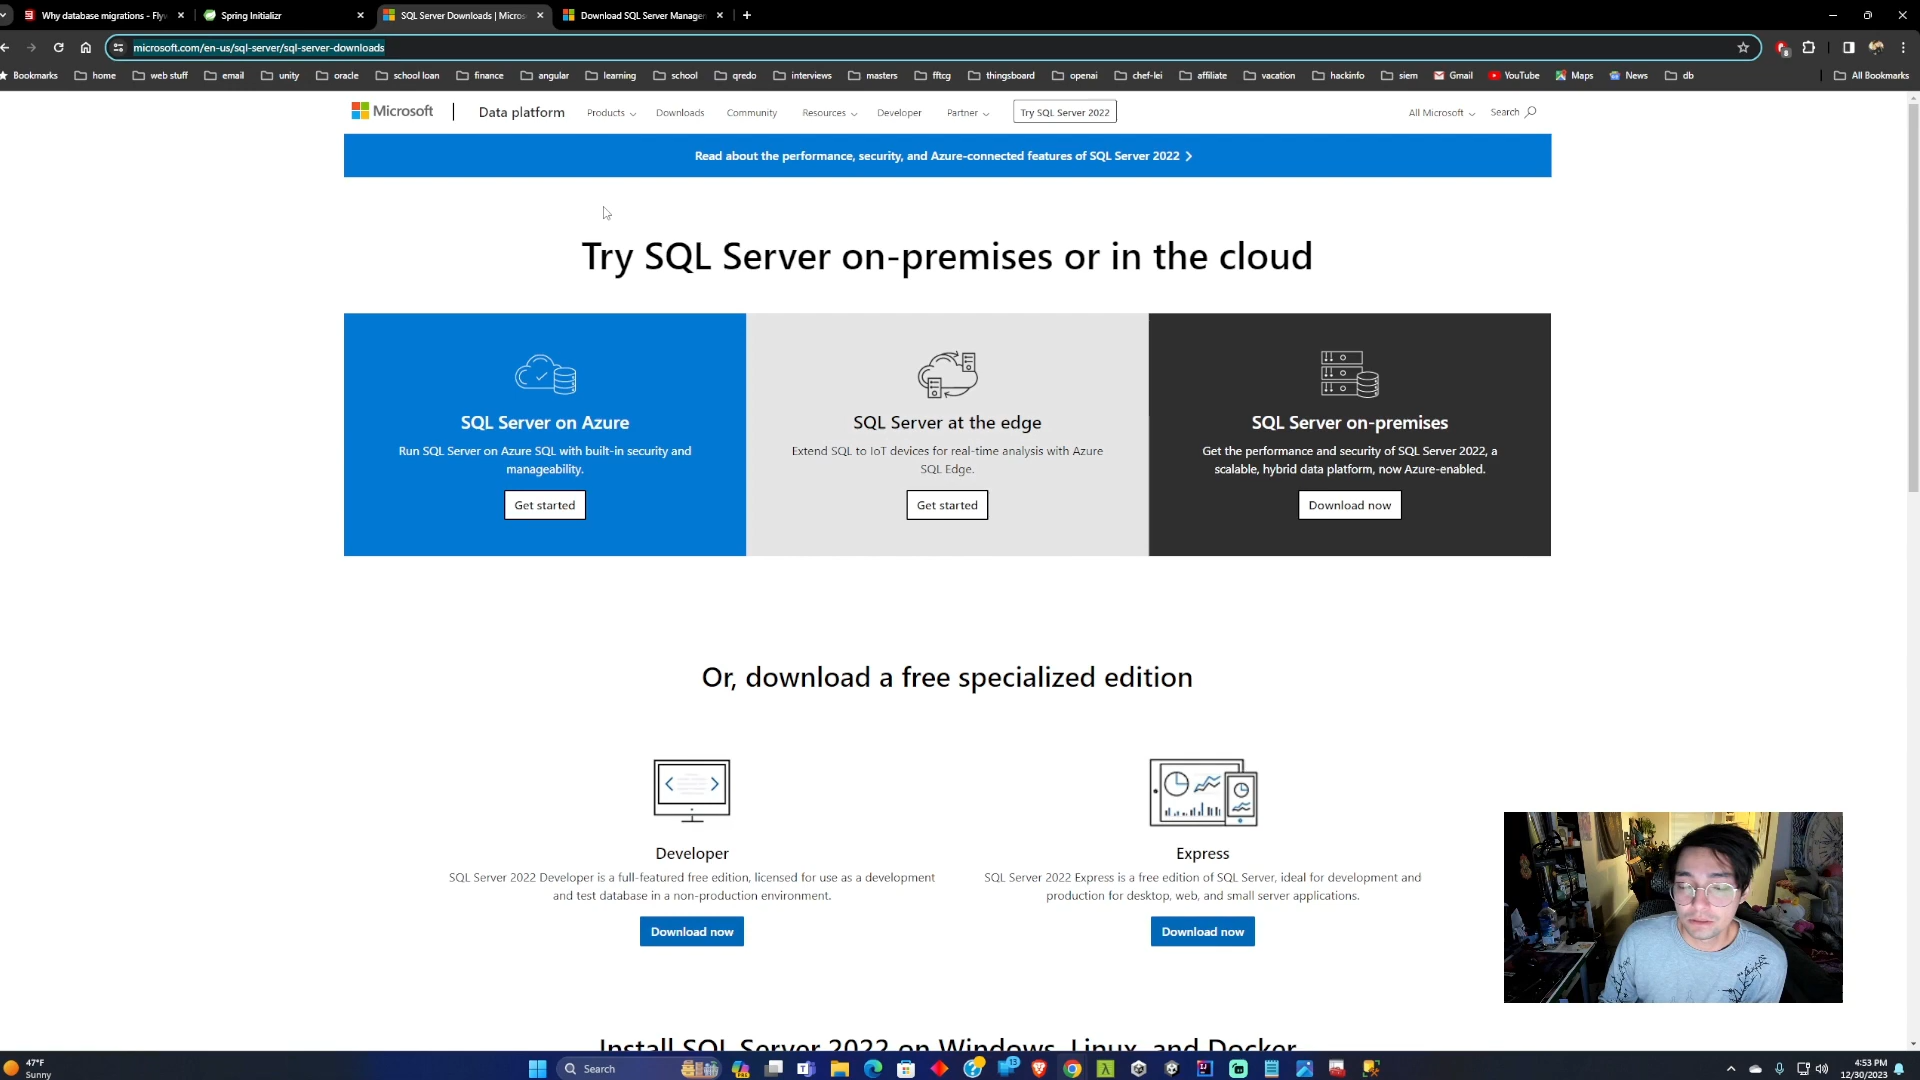 Why database migrations - Flyw
Spring Initializr
SQL Server Downloads | Micros
Download SQL Server Manage
microsoft.com/en-us/sql-server/sql-server-downloads
Bookmarks home web stuff email unity oracle school loan finance angular learning school qredo interviews masters fftcg thingsboard openai chef-lei affiliate vacation hackinfo siem Gmail YouTube Maps News db All Bookmarks
Microsoft Data platform Products Downloads Community Resources Developer Partner Try SQL Server 2022 All Microsoft Search
Read about the performance, security, and Azure-connected features of SQL Server 2022
Try SQL Server on-premises or in the cloud
SQL Server on Azure
Run SQL Server on Azure SQL with built-in security and
manageability.
Get started
SQL Server at the edge
Extend SQL to IoT devices for real-time analysis with Azure
SQL Edge.
Get started
SQL Server on-premises
Get the performance and security of SQL Server 2022, a
scalable, hybrid data platform, now Azure-enabled.
Download now
Or, download a free specialized edition
Developer
SQL Server 2022 Developer is a full-featured free edition, licensed for use as a development
and test database in a non-production environment.
Download now
Express
SQL Server 2022 Express is a free edition of SQL Server, ideal for development and
production for desktop, web, and small server applications.
Download now
Install SQL Server 2022 on Windows, Linux, and Docker
47°F
Sunny
Search
13
4:53 PM
12/30/2023